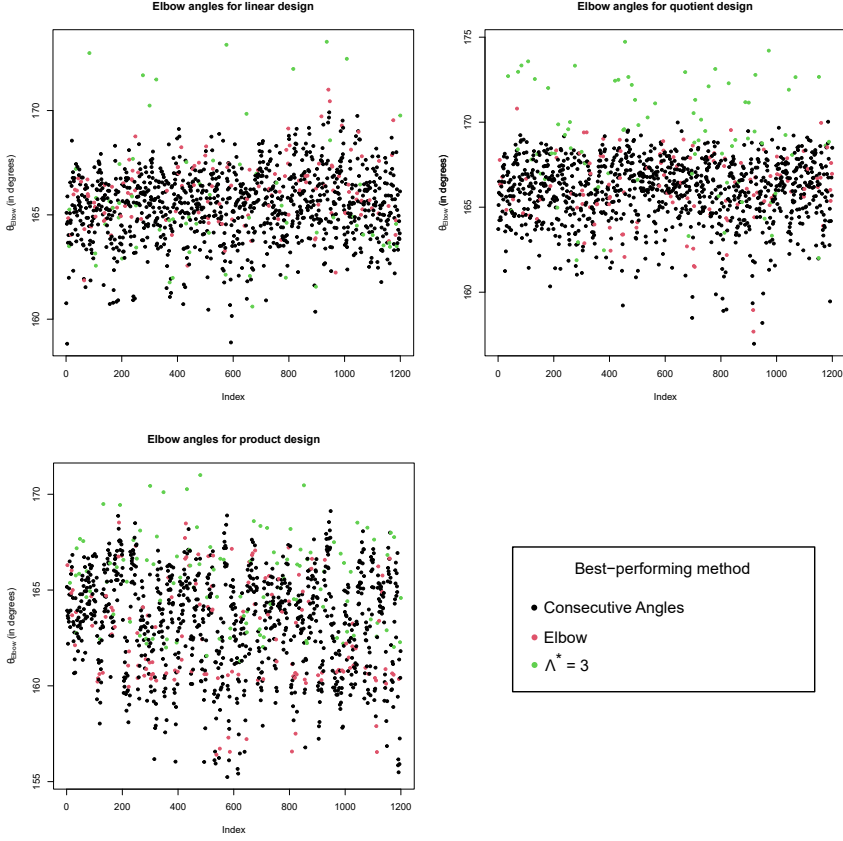 Elbow angles for linear design
170
165
160
θElbow (in degrees)
0 200 400 600 800 1000 1200
Index
Elbow angles for quotient design
175
170
165
160
θElbow (in degrees)
0 200 400 600 800 1000 1200
Index
Elbow angles for product design
170
165
160
155
θElbow (in degrees)
0 200 400 600 800 1000 1200
Index
Best−performing method
Consecutive Angles
Elbow
Λ* = 3